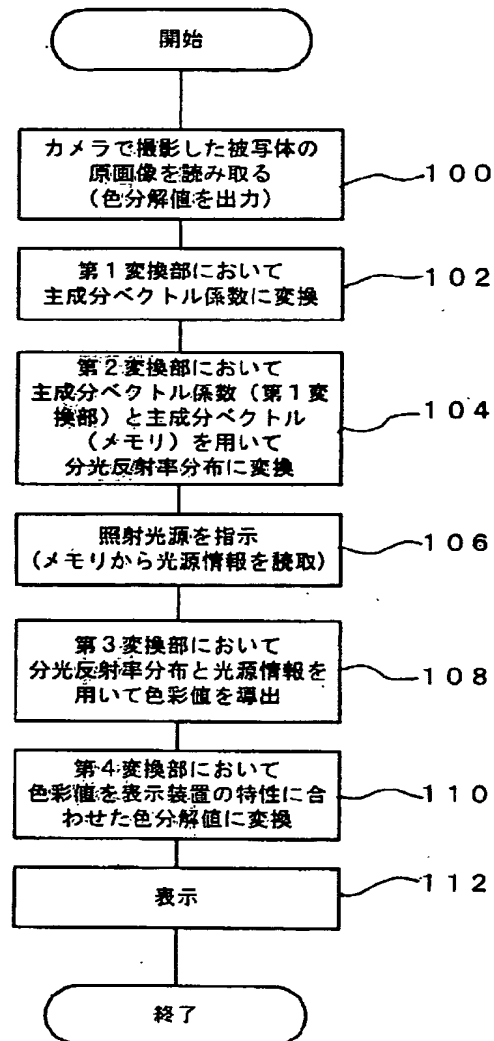 開始
カメラで撮影した被写体の
原画像を読み取る
(色分解値を出力)
100
第1変換部において
主成分ベクトル係数に変換
102
第2変換部において
主成分ベクトル係数(第1変
換部)と主成分ベクトル
(メモリ)を用いて
分光反射率分布に変換
104
照射光源を指示
(メモリから光源情報を読取)
106
第3変換部において
分光反射率分布と光源情報を
用いて色彩値を導出
108
第4変換部において
色彩値を表示装置の特性に合
わせた色分解値に変換
110
表示
112
終了